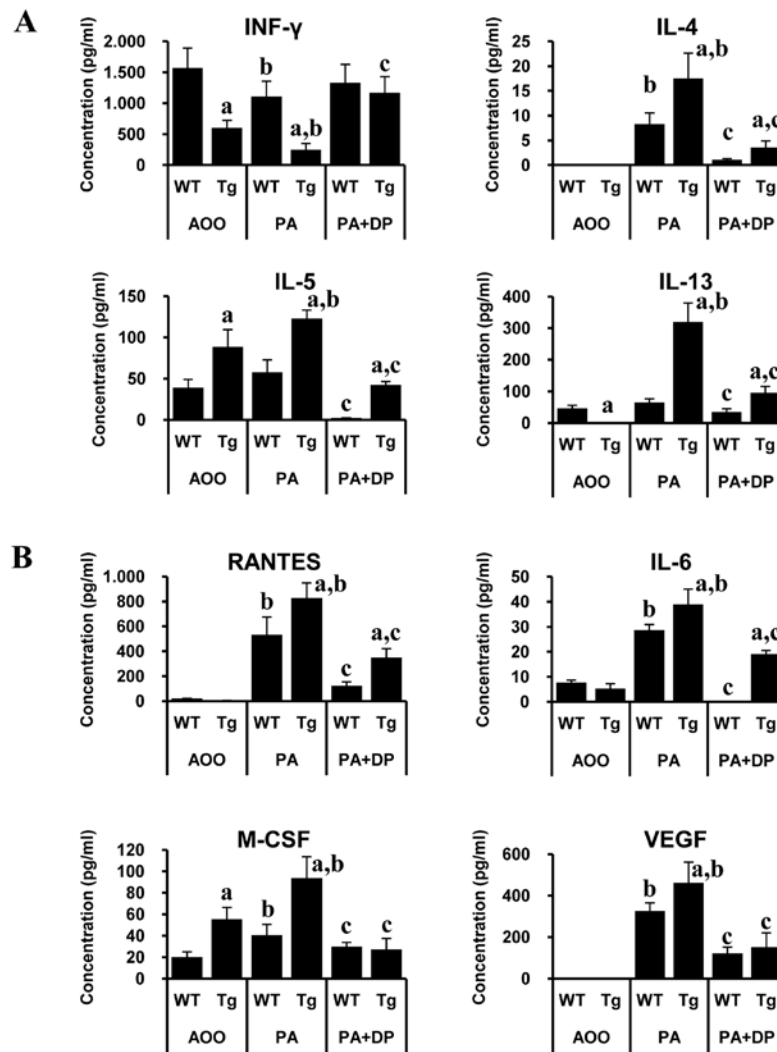 A
INF-γ
Concentration (pg/ml)
2.000
1.500
1.000
500
0
a
b
a,b
c
WT Tg WT Tg WT Tg
AOO PA PA+DP
IL-4
Concentration (pg/ml)
25
20
15
10
5
0
b
a,b
c
a,c
WT Tg WT Tg WT Tg
AOO PA PA+DP
IL-5
Concentration (pg/ml)
150
100
50
0
a
a,b
c
a,c
WT Tg WT Tg WT Tg
AOO PA PA+DP
IL-13
Concentration (pg/ml)
400
300
200
100
0
a
a,b
c
a,c
WT Tg WT Tg WT Tg
AOO PA PA+DP
B
RANTES
Concentration (pg/ml)
1.000
800
600
400
200
0
b
a,b
c
a,c
WT Tg WT Tg WT Tg
AOO PA PA+DP
IL-6
Concentration (pg/ml)
50
40
30
20
10
0
b
a,b
c
a,c
WT Tg WT Tg WT Tg
AOO PA PA+DP
M-CSF
Concentration (pg/ml)
120
100
80
60
40
20
0
a
b
a,b
c
c
WT Tg WT Tg WT Tg
AOO PA PA+DP
VEGF
Concentration (pg/ml)
600
400
200
0
b
a,b
c
c
WT Tg WT Tg WT Tg
AOO PA PA+DP